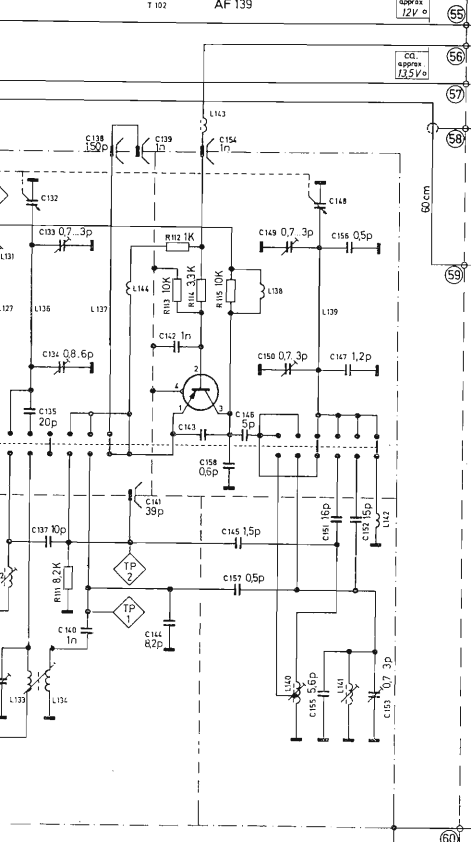 T 102
AF 139
approx.
12V
55
56
ca.
approx.
13,5V
57
58
60 cm
59
L143
C138
150p
C139
1n
C154
1n
C132
C148
C133 0,7...3p
R112 1K
C149 0,7...3p
C156 0,5p
L131
L144
R113 10K
R114 3,3K
R115 10K
L138
L127
L136
L137
L139
C142 1n
C134 0,8..6p
C150 0,7..3p
C147 1,2p
2
4
1
3
C135
20p
C143
C146
5p
C158
0,6p
C141
39p
C151 16p
C152 15p
L142
C137 10p
C145 1,5p
R111 8,2K
TP
2
C157 0,5p
TP
1
C140
1n
C144
8,2p
L133
L134
L140
C155 5,6p
L141
C153
0,7 3p
60